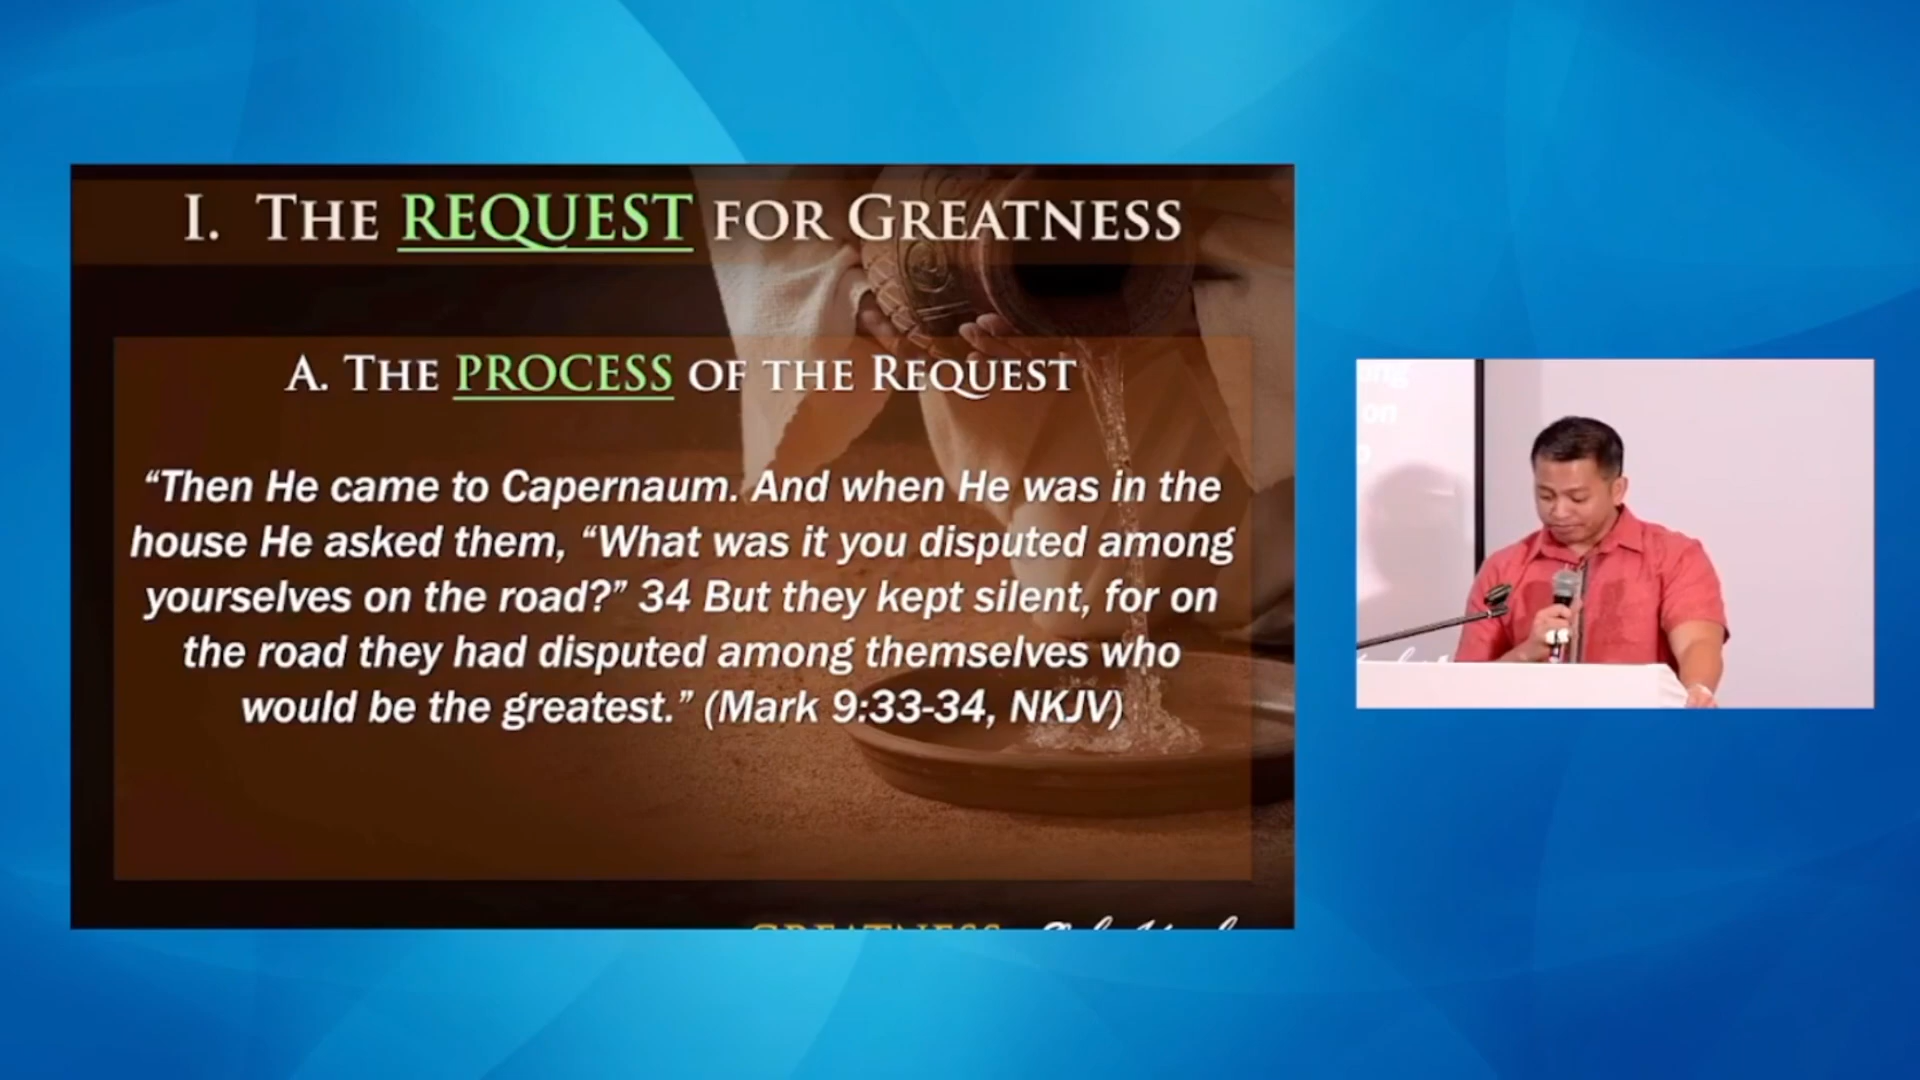 I. THE REQUEST FOR GREATNESS
A. THE PROCESS OF THE REQUEST
“Then He came to Capernaum. And when He was in the
house He asked them, “What was it you disputed among
yourselves on the road?” 34 But they kept silent, for on
the road they had disputed among themselves who
would be the greatest.” (Mark 9:33-34, NKJV)
GREATNESS
on